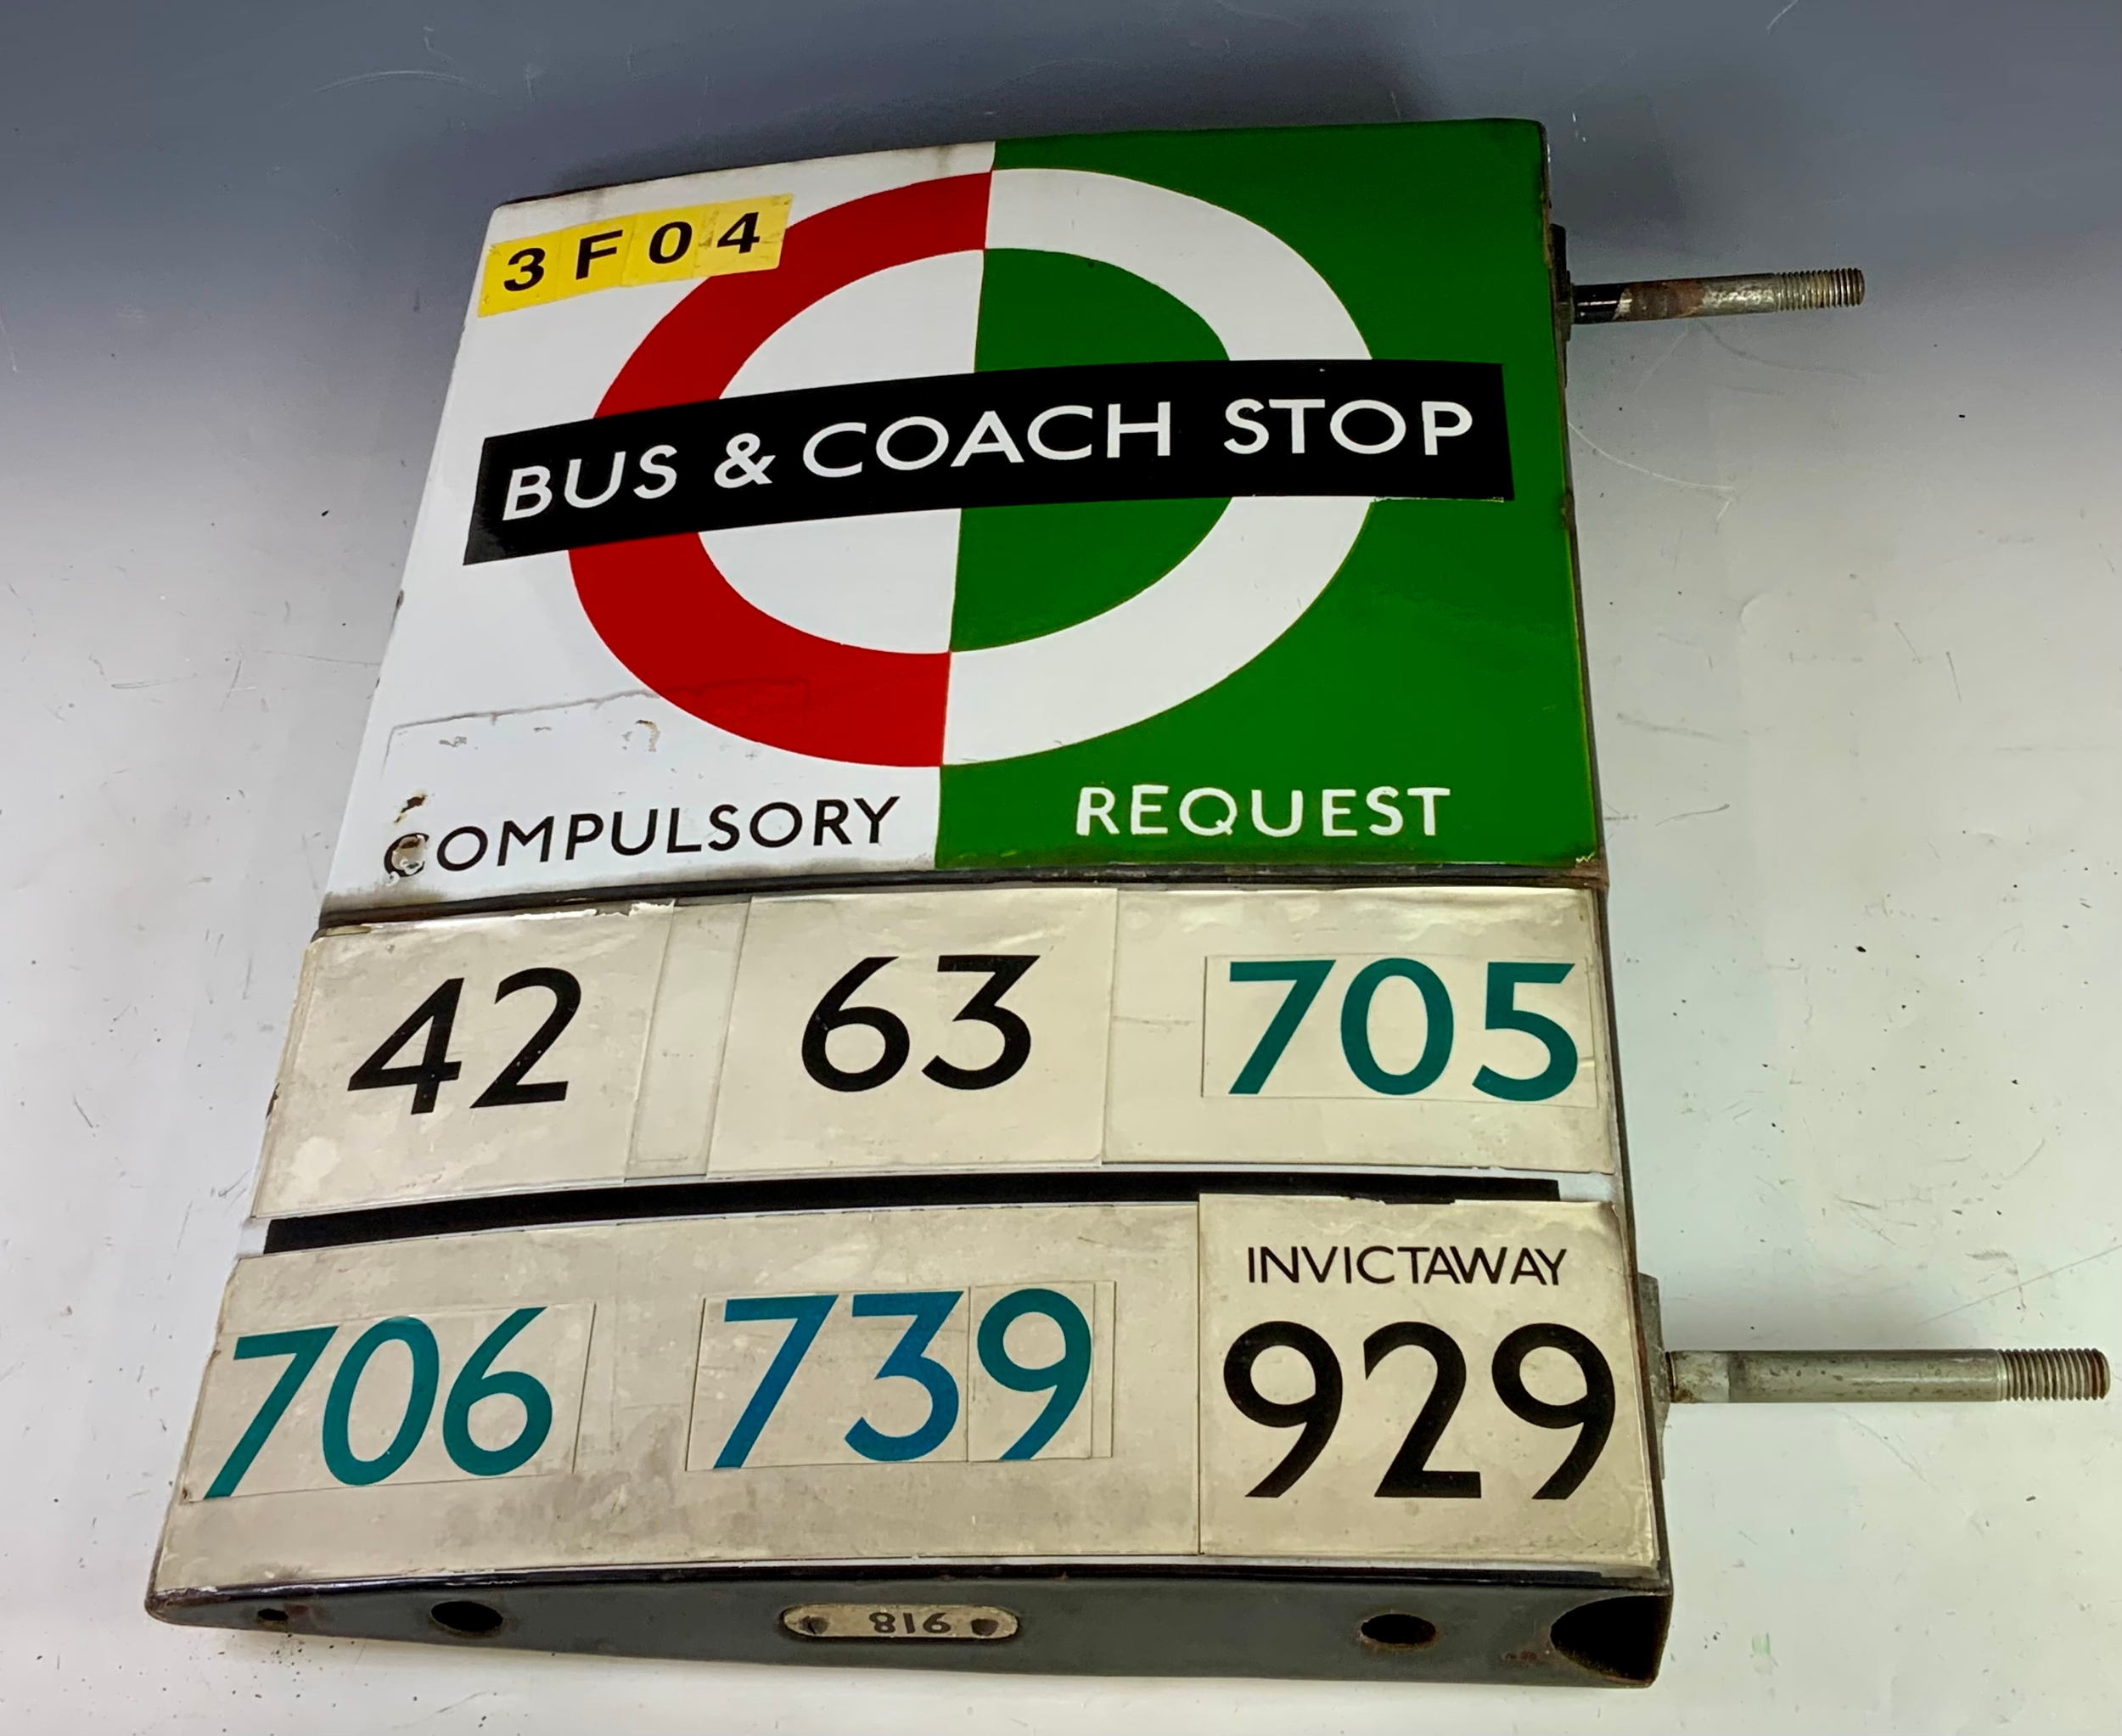 3F04
BUS & COACH STOP
COMPULSORY REQUEST
42 63 705
INVICTAWAY
706 739 929
816